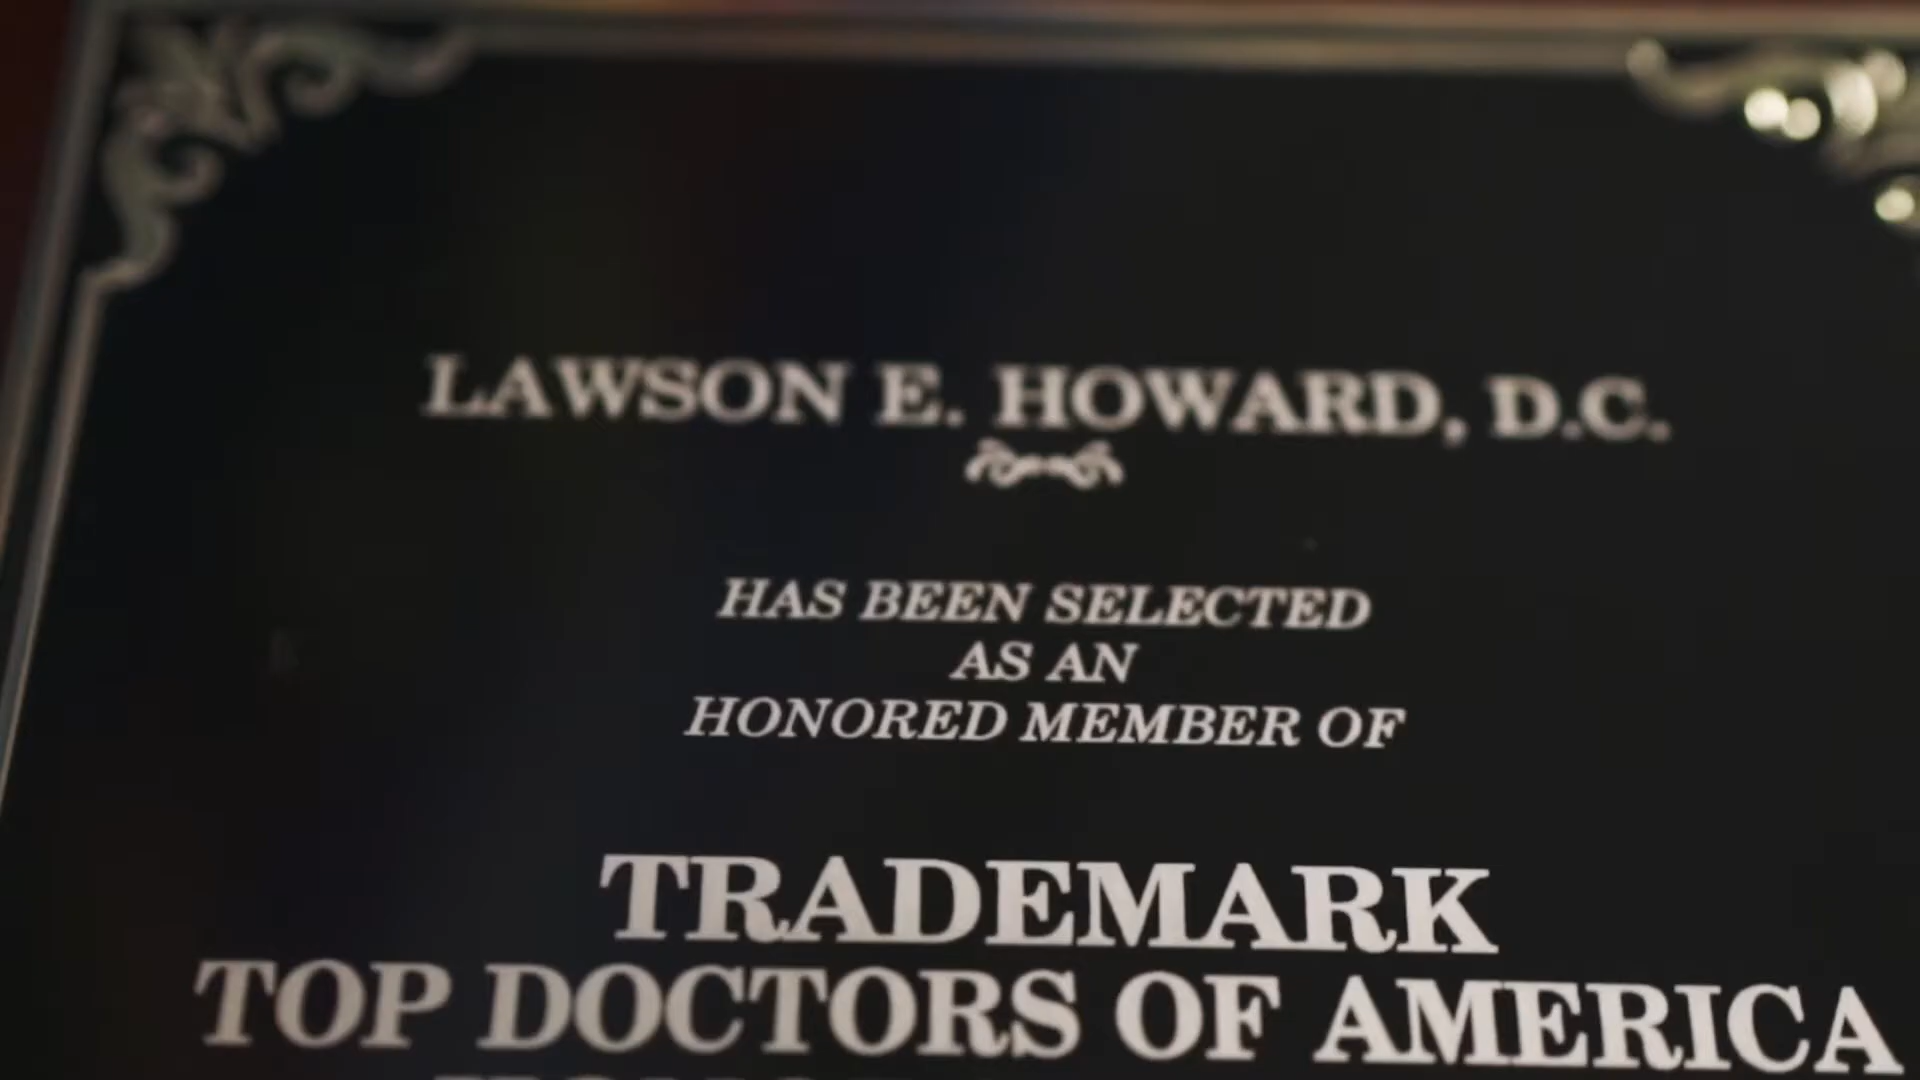 LAWSON E. HOWARD, D.C.
HAS BEEN SELECTED
AS AN
HONORED MEMBER OF
TRADEMARK
TOP DOCTORS OF AMERICA